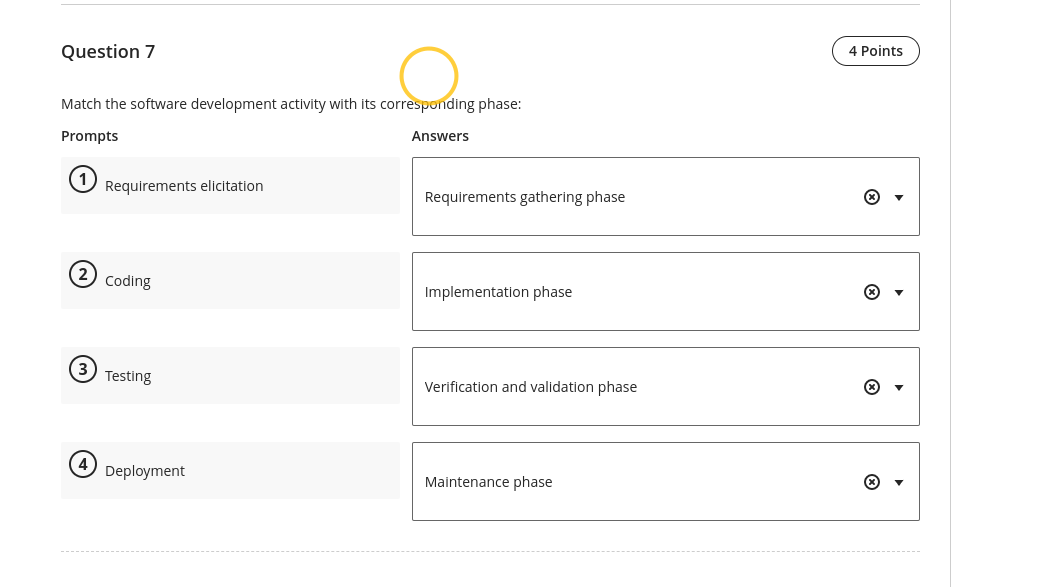 Question 7
4 Points
Match the software development activity with its corresponding phase:
Prompts
Answers
1
Requirements elicitation
Requirements gathering phase
2
Coding
Implementation phase
3
Testing
Verification and validation phase
4
Deployment
Maintenance phase